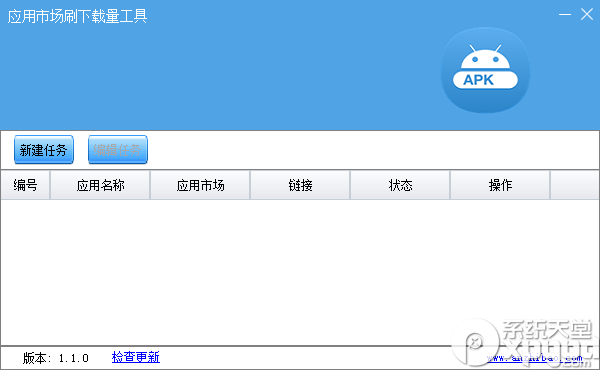 应用市场刷下载量工具
APK
新建任务 编辑任务
编号 应用名称 应用市场 链接 状态 操作
版本: 1.1.0 检查更新
系统天堂